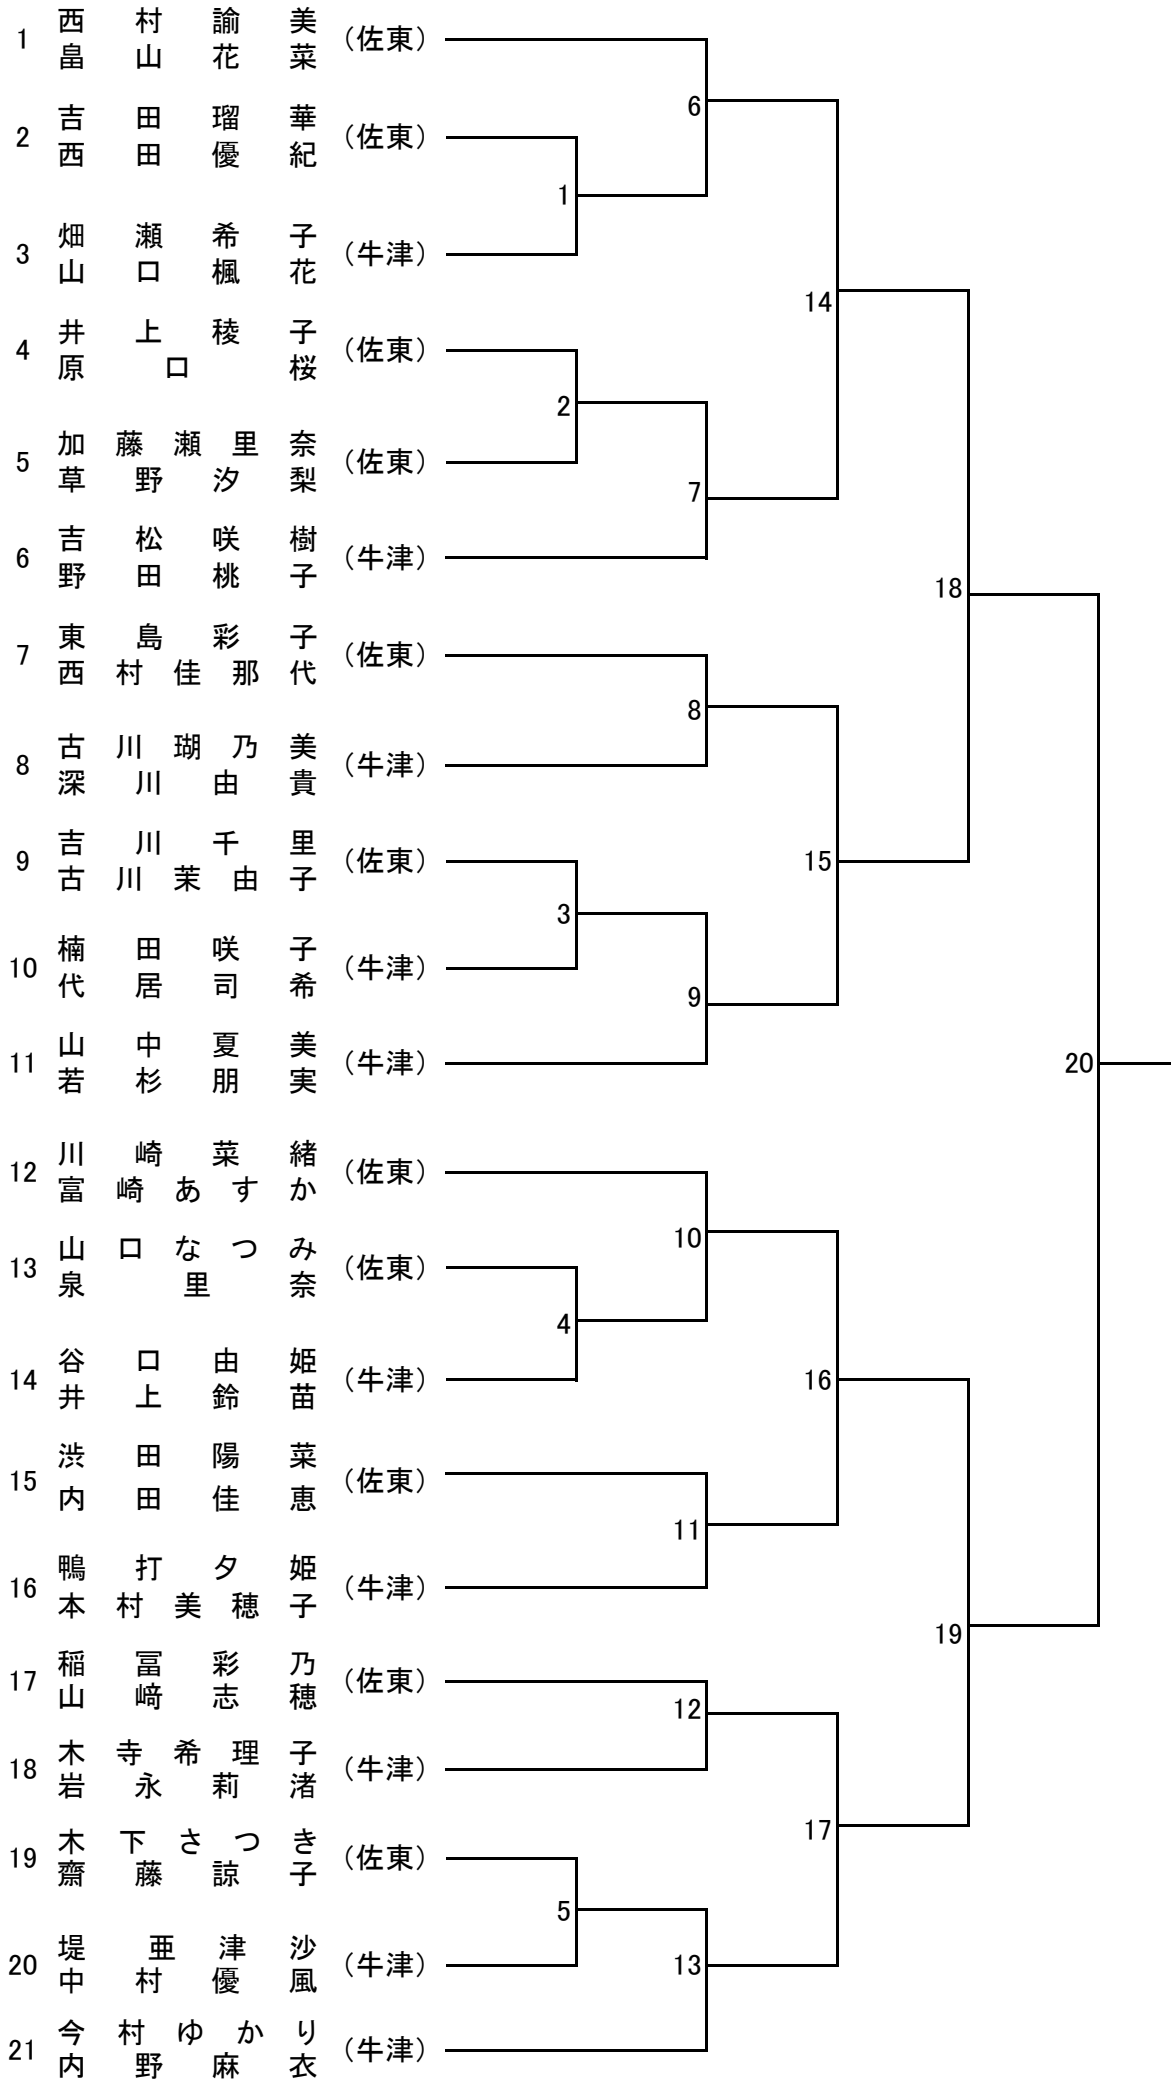 1 西村諭美 (佐東)
畠山花菜
2 吉田瑠華 (佐東)
西田優紀
3 畑瀬希子 (牛津)
山口楓花
4 井上稜子 (佐東)
原口桜
5 加藤瀬里奈 (佐東)
草野汐梨
6 吉松咲樹 (牛津)
野田桃子
7 東島彩子 (佐東)
西村佳那代
8 古川瑚乃美 (牛津)
深川由貴
9 吉川千里 (佐東)
古川茉由子
10 楠田咲子 (牛津)
代居司希
11 山中夏美 (牛津)
若杉朋実
12 川崎菜緒 (佐東)
富崎あすか
13 山口なつみ (佐東)
泉里奈
14 谷口由姫 (牛津)
井上鈴苗
15 渋田陽菜 (佐東)
内田佳恵
16 鴨打夕姫 (牛津)
本村美穂子
17 稲冨彩乃 (佐東)
山﨑志穂
18 木寺希理子 (牛津)
岩永莉渚
19 木下さつき (佐東)
齋藤諒子
20 堤亜津沙 (牛津)
中村優風
21 今村ゆかり (牛津)
内野麻衣
1
2
3
4
5
6
7
8
9
10
11
12
13
14
15
16
17
18
19
20